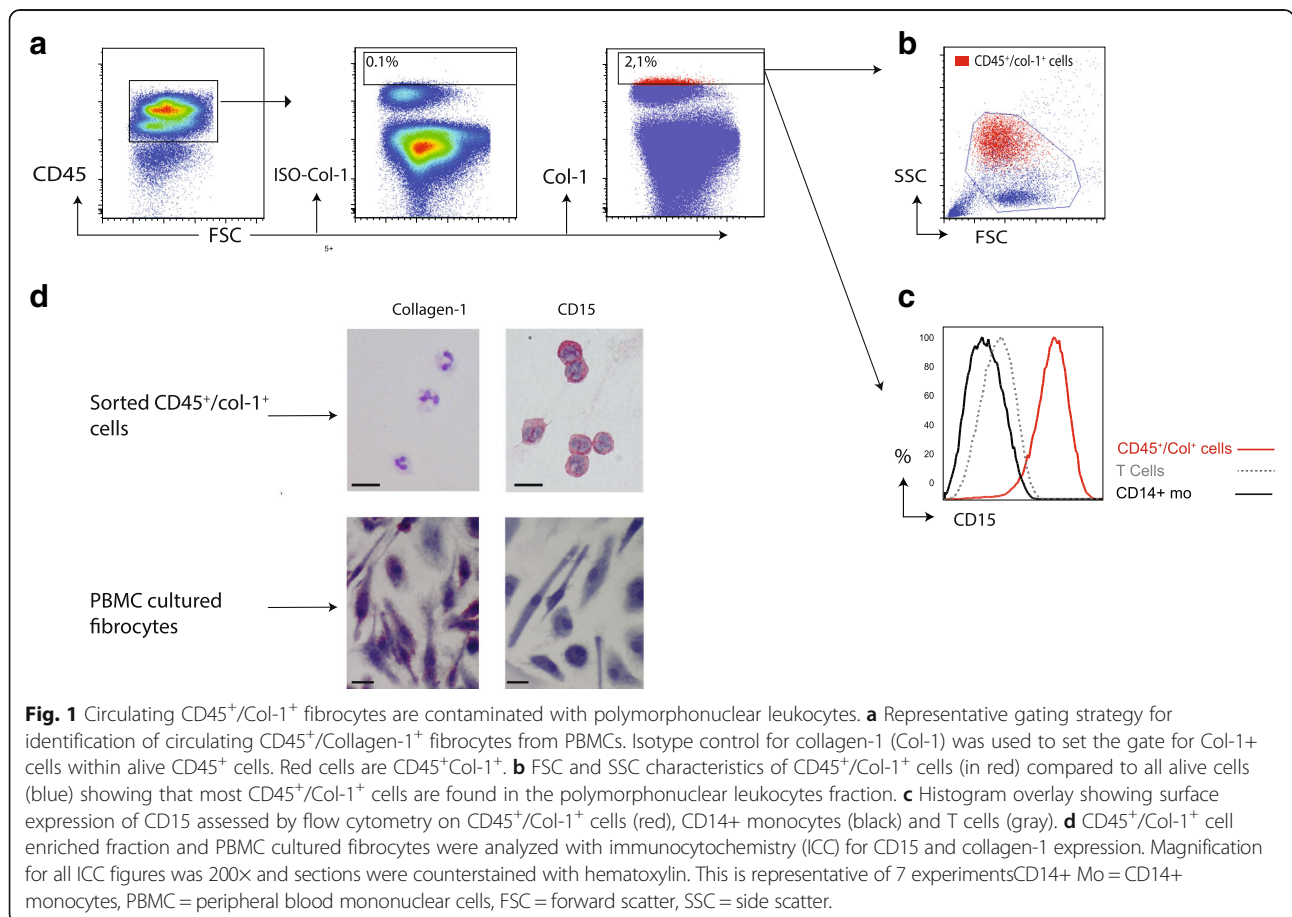 a
CD45
0.1%
ISO-Col-1
2,1%
Col-1
FSC
5+
b
CD45⁺/col-1⁺ cells
SSC
FSC
d
Collagen-1
CD15
Sorted CD45⁺/col-1⁺
cells
PBMC cultured
fibrocytes
c
100
80
60
40
20
0
%
CD15
CD45⁺/Col⁺ cells
T Cells
CD14+ mo
Fig. 1 Circulating CD45⁺/Col-1⁺ fibrocytes are contaminated with polymorphonuclear leukocytes. a Representative gating strategy for
identification of circulating CD45⁺/Collagen-1⁺ fibrocytes from PBMCs. Isotype control for collagen-1 (Col-1) was used to set the gate for Col-1+
cells within alive CD45⁺ cells. Red cells are CD45⁺Col-1⁺. b FSC and SSC characteristics of CD45⁺/Col-1⁺ cells (in red) compared to all alive cells
(blue) showing that most CD45⁺/Col-1⁺ cells are found in the polymorphonuclear leukocytes fraction. c Histogram overlay showing surface
expression of CD15 assessed by flow cytometry on CD45⁺/Col-1⁺ cells (red), CD14+ monocytes (black) and T cells (gray). d CD45⁺/Col-1⁺ cell
enriched fraction and PBMC cultured fibrocytes were analyzed with immunocytochemistry (ICC) for CD15 and collagen-1 expression. Magnification
for all ICC figures was 200× and sections were counterstained with hematoxylin. This is representative of 7 experimentsCD14+ Mo = CD14+
monocytes, PBMC = peripheral blood mononuclear cells, FSC = forward scatter, SSC = side scatter.